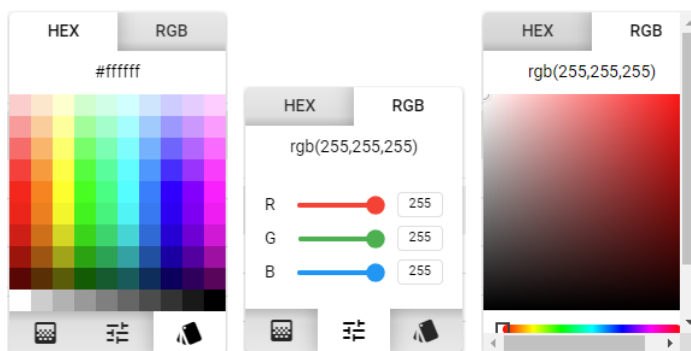 HEX RGB
#ffffff
HEX RGB
rgb(255,255,255)
R 255
G 255
B 255
HEX RGB
rgb(255,255,255)